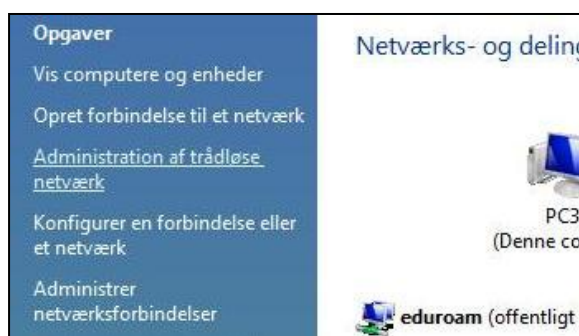 Opgaver
Vis computere og enheder
Opret forbindelse til et netværk
Administration af trådløse
netværk
Konfigurer en forbindelse eller
et netværk
Administrer
netværksforbindelser
Netværks- og deling
PC3
(Denne co
eduroam (offentligt